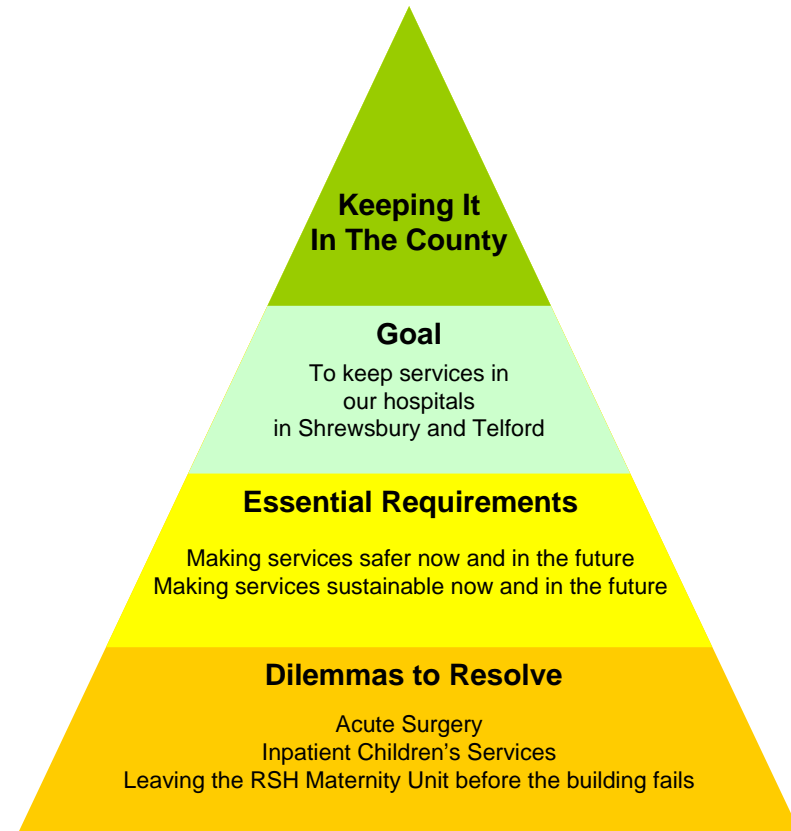 Keeping It
In The County
Goal
To keep services in
our hospitals
in Shrewsbury and Telford
Essential Requirements
Making services safer now and in the future
Making services sustainable now and in the future
Dilemmas to Resolve
Acute Surgery
Inpatient Children's Services
Leaving the RSH Maternity Unit before the building fails